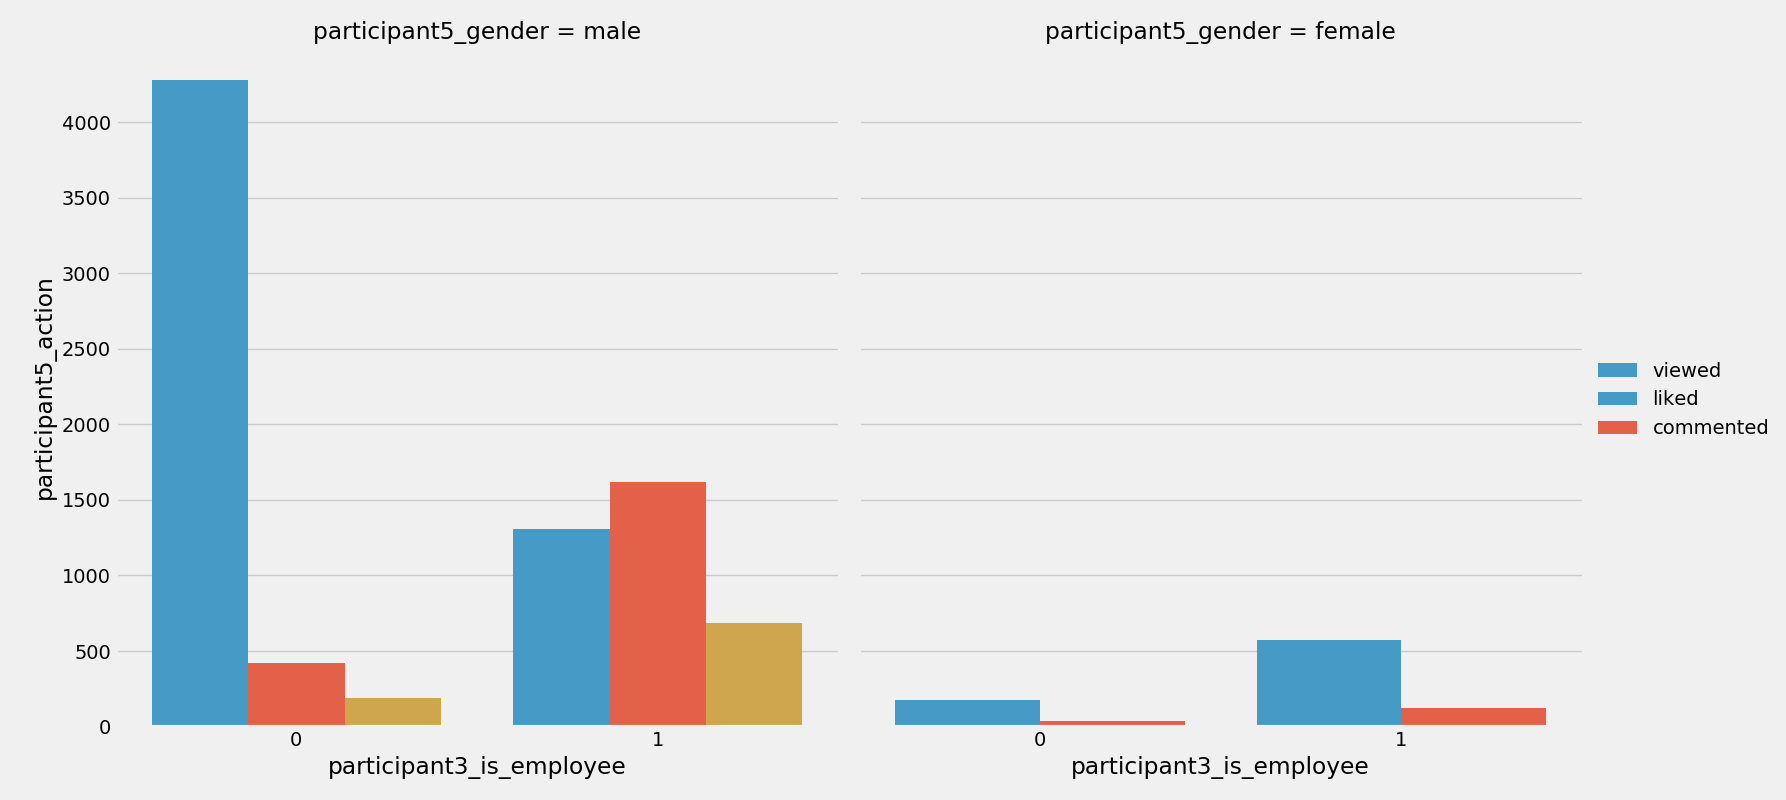 participant5_gender = male
participant5_gender = female
participant5_action
4000
3500
3000
2500
2000
1500
1000
500
0
0 1
participant3_is_employee
0 1
participant3_is_employee
viewed
liked
commented